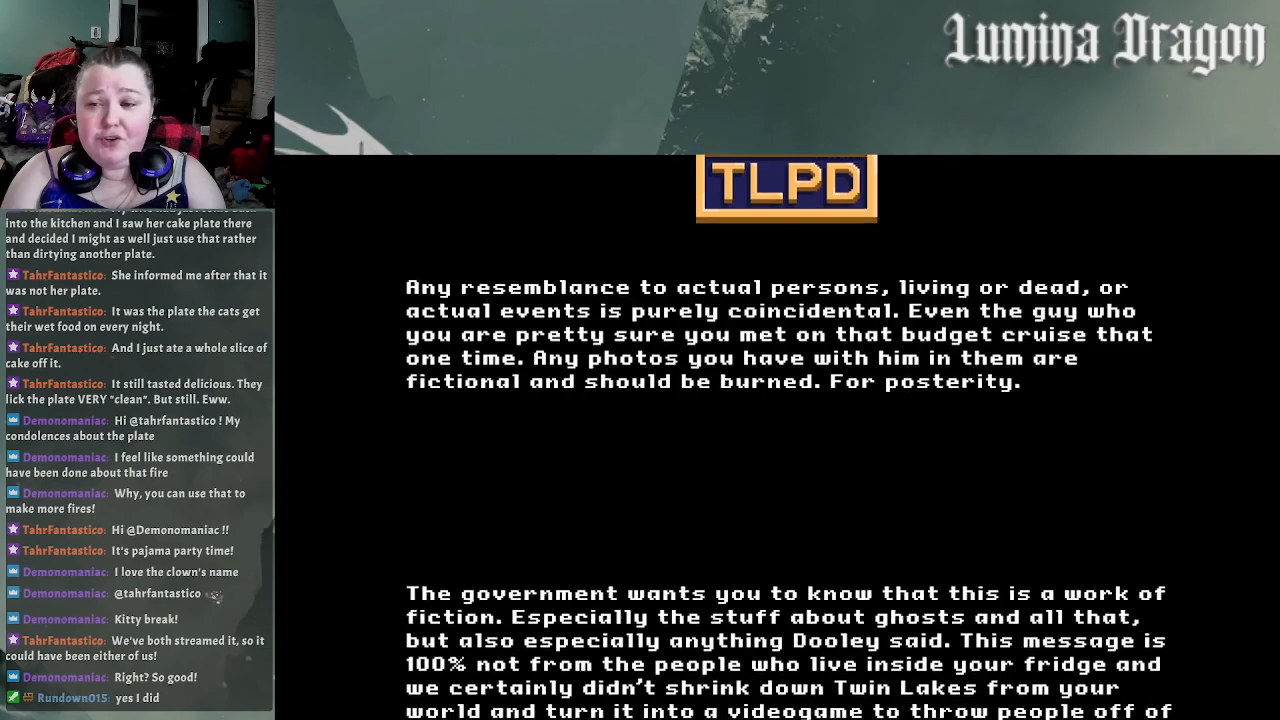 Lumina Dragon
TLPD
into the kitchen and I saw her cake plate there
and decided I might as well just use that rather
than dirtying another plate.
TahrFantastico: She informed me after that it
was not her plate.
TahrFantastico: It was the plate the cats get
their wet food on every night.
TahrFantastico: And I just ate a whole slice of
cake off it.
TahrFantastico: It still tasted delicious. They
lick the plate VERY *clean*. But still. Eww.
Demonomaniac: Hi @tahrfantastico ! My
condolences about the plate
Demonomaniac: I feel like something could
have been done about that fire
Demonomaniac: Why, you can use that to
make more fires!
TahrFantastico: Hi @Demonomaniac !!
TahrFantastico: It's pajama party time!
Demonomaniac: I love the clown's name
Demonomaniac: @tahrfantastico
Demonomaniac: Kitty break!
TahrFantastico: We've both streamed it, so it
could have been either of us!
Demonomaniac: Right? So good!
Rundown015: yes I did
Any resemblance to actual persons, living or dead, or
actual events is purely coincidental. Even the guy who
you are pretty sure you met on that budget cruise that
one time. Any photos you have with him in them are
fictional and should be burned. For posterity.
The government wants you to know that this is a work of
fiction. Especially the stuff about ghosts and all that,
but also especially anything Dooley said. This message is
100% not from the people who live inside your fridge and
we certainly didn't shrink down Twin Lakes from your
world and turn it into a videogame to throw people off of